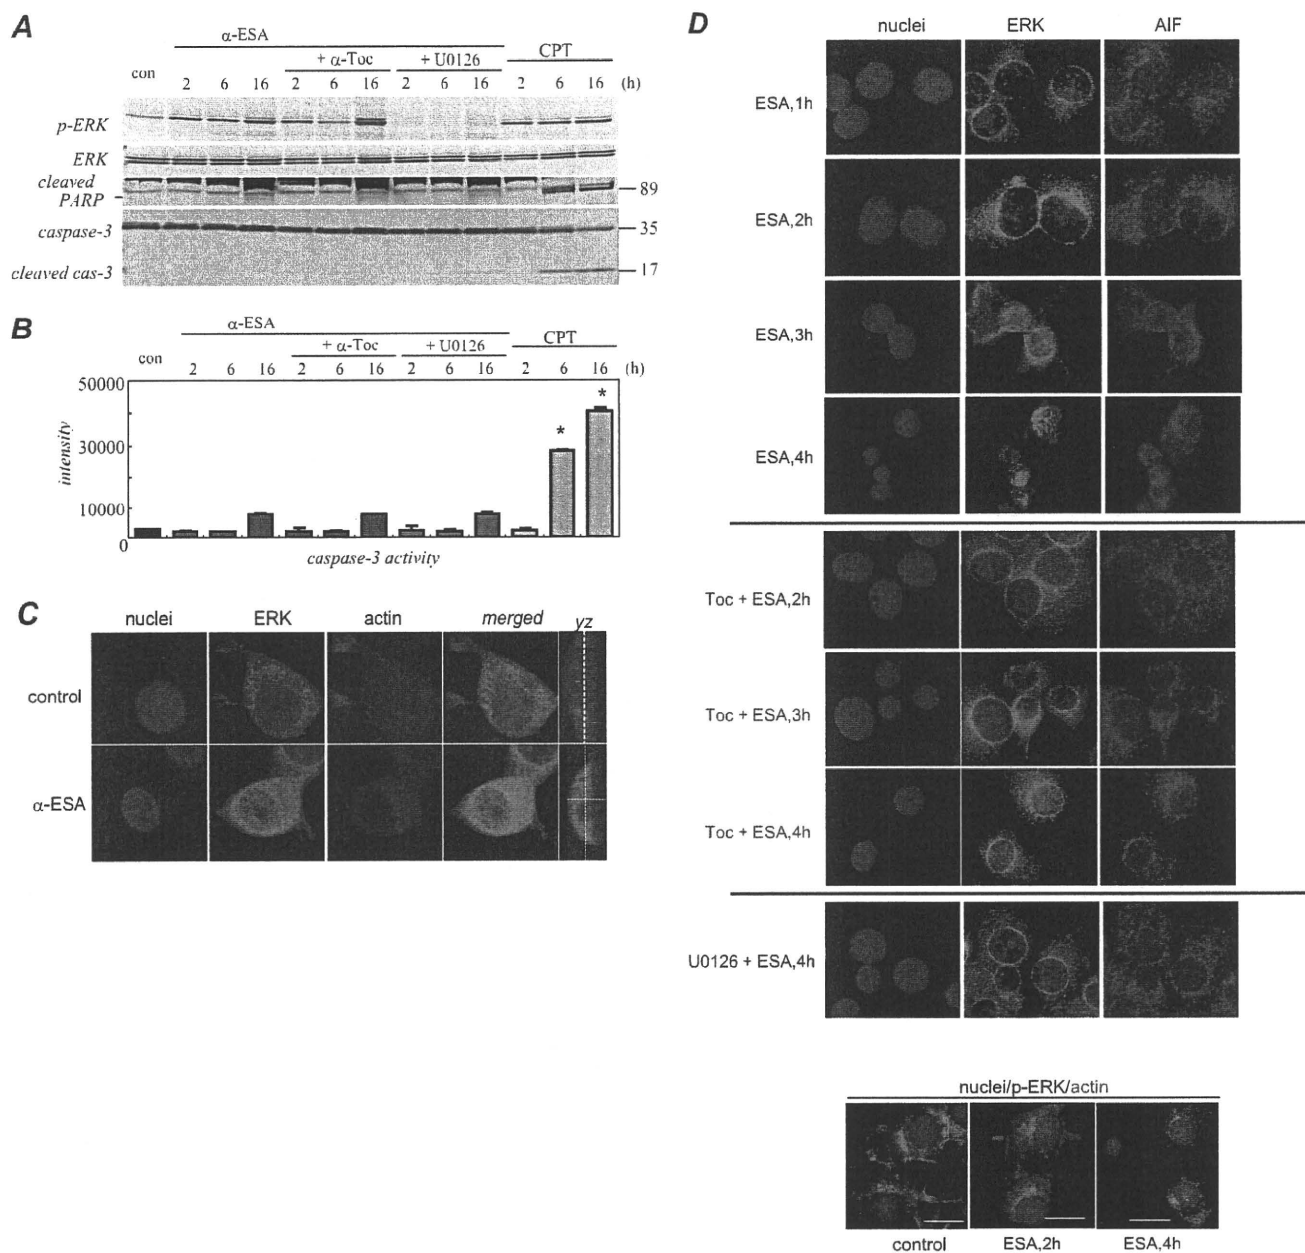 A
α-ESA
+ α-Toc + U0126 CPT
con 2 6 16 2 6 16 2 6 16 2 6 16 (h)
p-ERK
ERK
cleaved PARP 89
caspase-3 35
cleaved cas-3 17
B
α-ESA
+ α-Toc + U0126 CPT
con 2 6 16 2 6 16 2 6 16 2 6 16 (h)
50000
30000
10000
0
intensity
* *
caspase-3 activity
C
nuclei ERK actin merged yz
control
α-ESA
D
nuclei ERK AIF
ESA,1h
ESA,2h
ESA,3h
ESA,4h
Toc + ESA,2h
Toc + ESA,3h
Toc + ESA,4h
U0126 + ESA,4h
nuclei/p-ERK/actin
control ESA,2h ESA,4h